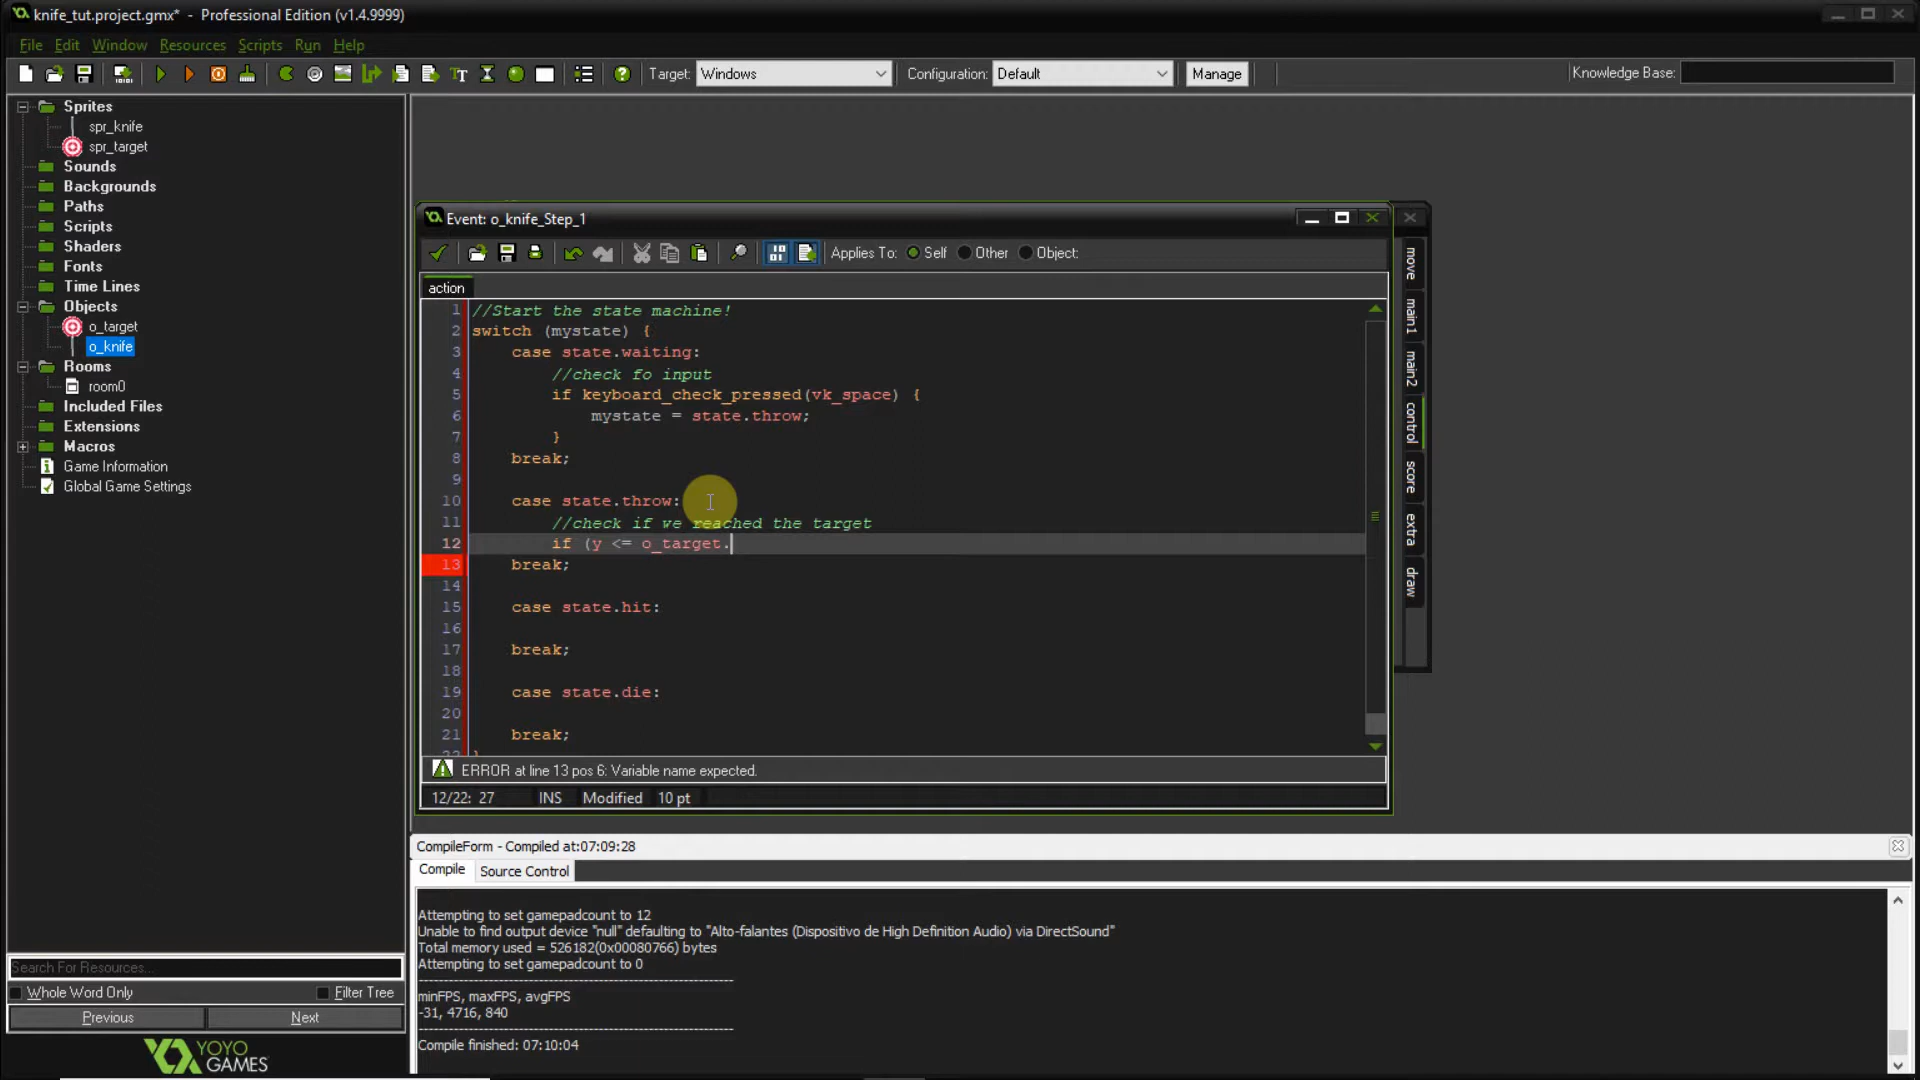 knife_tut.project.gmx* - Professional Edition (v1.4.9999)
File Edit Window Resources Scripts Run Help
Target: Windows Configuration: Default Manage Knowledge Base:
Sprites
spr_knife
spr_target
Sounds
Backgrounds
Paths
Scripts
Shaders
Fonts
Time Lines
Objects
o_target
o_knife
Rooms
room0
Included Files
Extensions
Macros
Game Information
Global Game Settings
Search For Resources...
Whole Word Only Filter Tree
Previous Next
YOYO
GAMES
Event: o_knife_Step_1
Applies To: Self Other Object:
action
1 //Start the state machine!
2 switch (mystate) {
3 case state.waiting:
4 //check fo input
5 if keyboard_check_pressed(vk_space) {
6 mystate = state.throw;
7 }
8 break;
9
10 case state.throw:
11 //check if we reached the target
12 if (y <= o_target.
13 break;
14
15 case state.hit:
16
17 break;
18
19 case state.die:
20
21 break;
22 }
ERROR at line 13 pos 6: Variable name expected.
12/22: 27 INS Modified 10 pt
move
main1
main2
control
score
extra
draw
CompileForm - Compiled at:07:09:28
Compile Source Control
Attempting to set gamepadcount to 12
Unable to find output device "null" defaulting to "Alto-falantes (Dispositivo de High Definition Audio) via DirectSound"
Total memory used = 526182(0x00080766) bytes
Attempting to set gamepadcount to 0
minFPS, maxFPS, avgFPS
-31, 4716, 840
Compile finished: 07:10:04